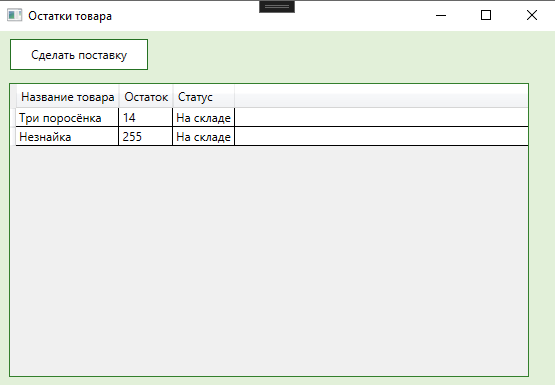 Остатки товара
Сделать поставку
Название товара Остаток Статус
Три поросёнка 14 На складе
Незнайка 255 На складе